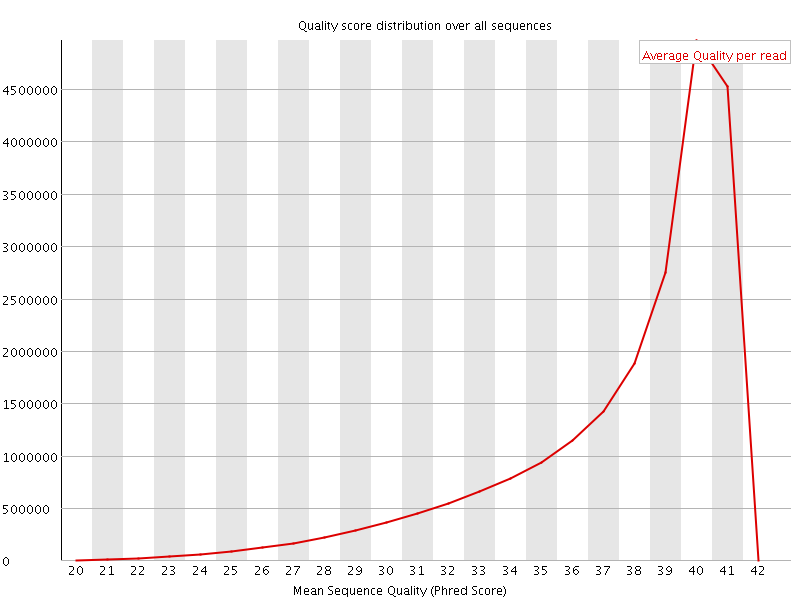 Quality score distribution over all sequences
Average Quality per read
4500000
4000000
3500000
3000000
2500000
2000000
1500000
1000000
500000
0
20 21 22 23 24 25 26 27 28 29 30 31 32 33 34 35 36 37 38 39 40 41 42
Mean Sequence Quality (Phred Score)